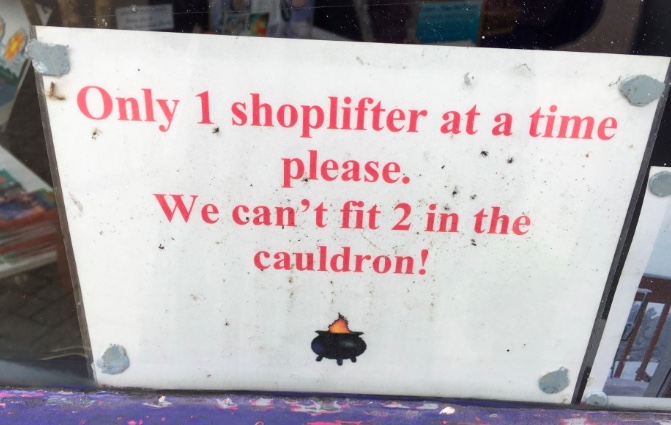 Only 1 shoplifter at a time
please.
We can't fit 2 in the
cauldron!